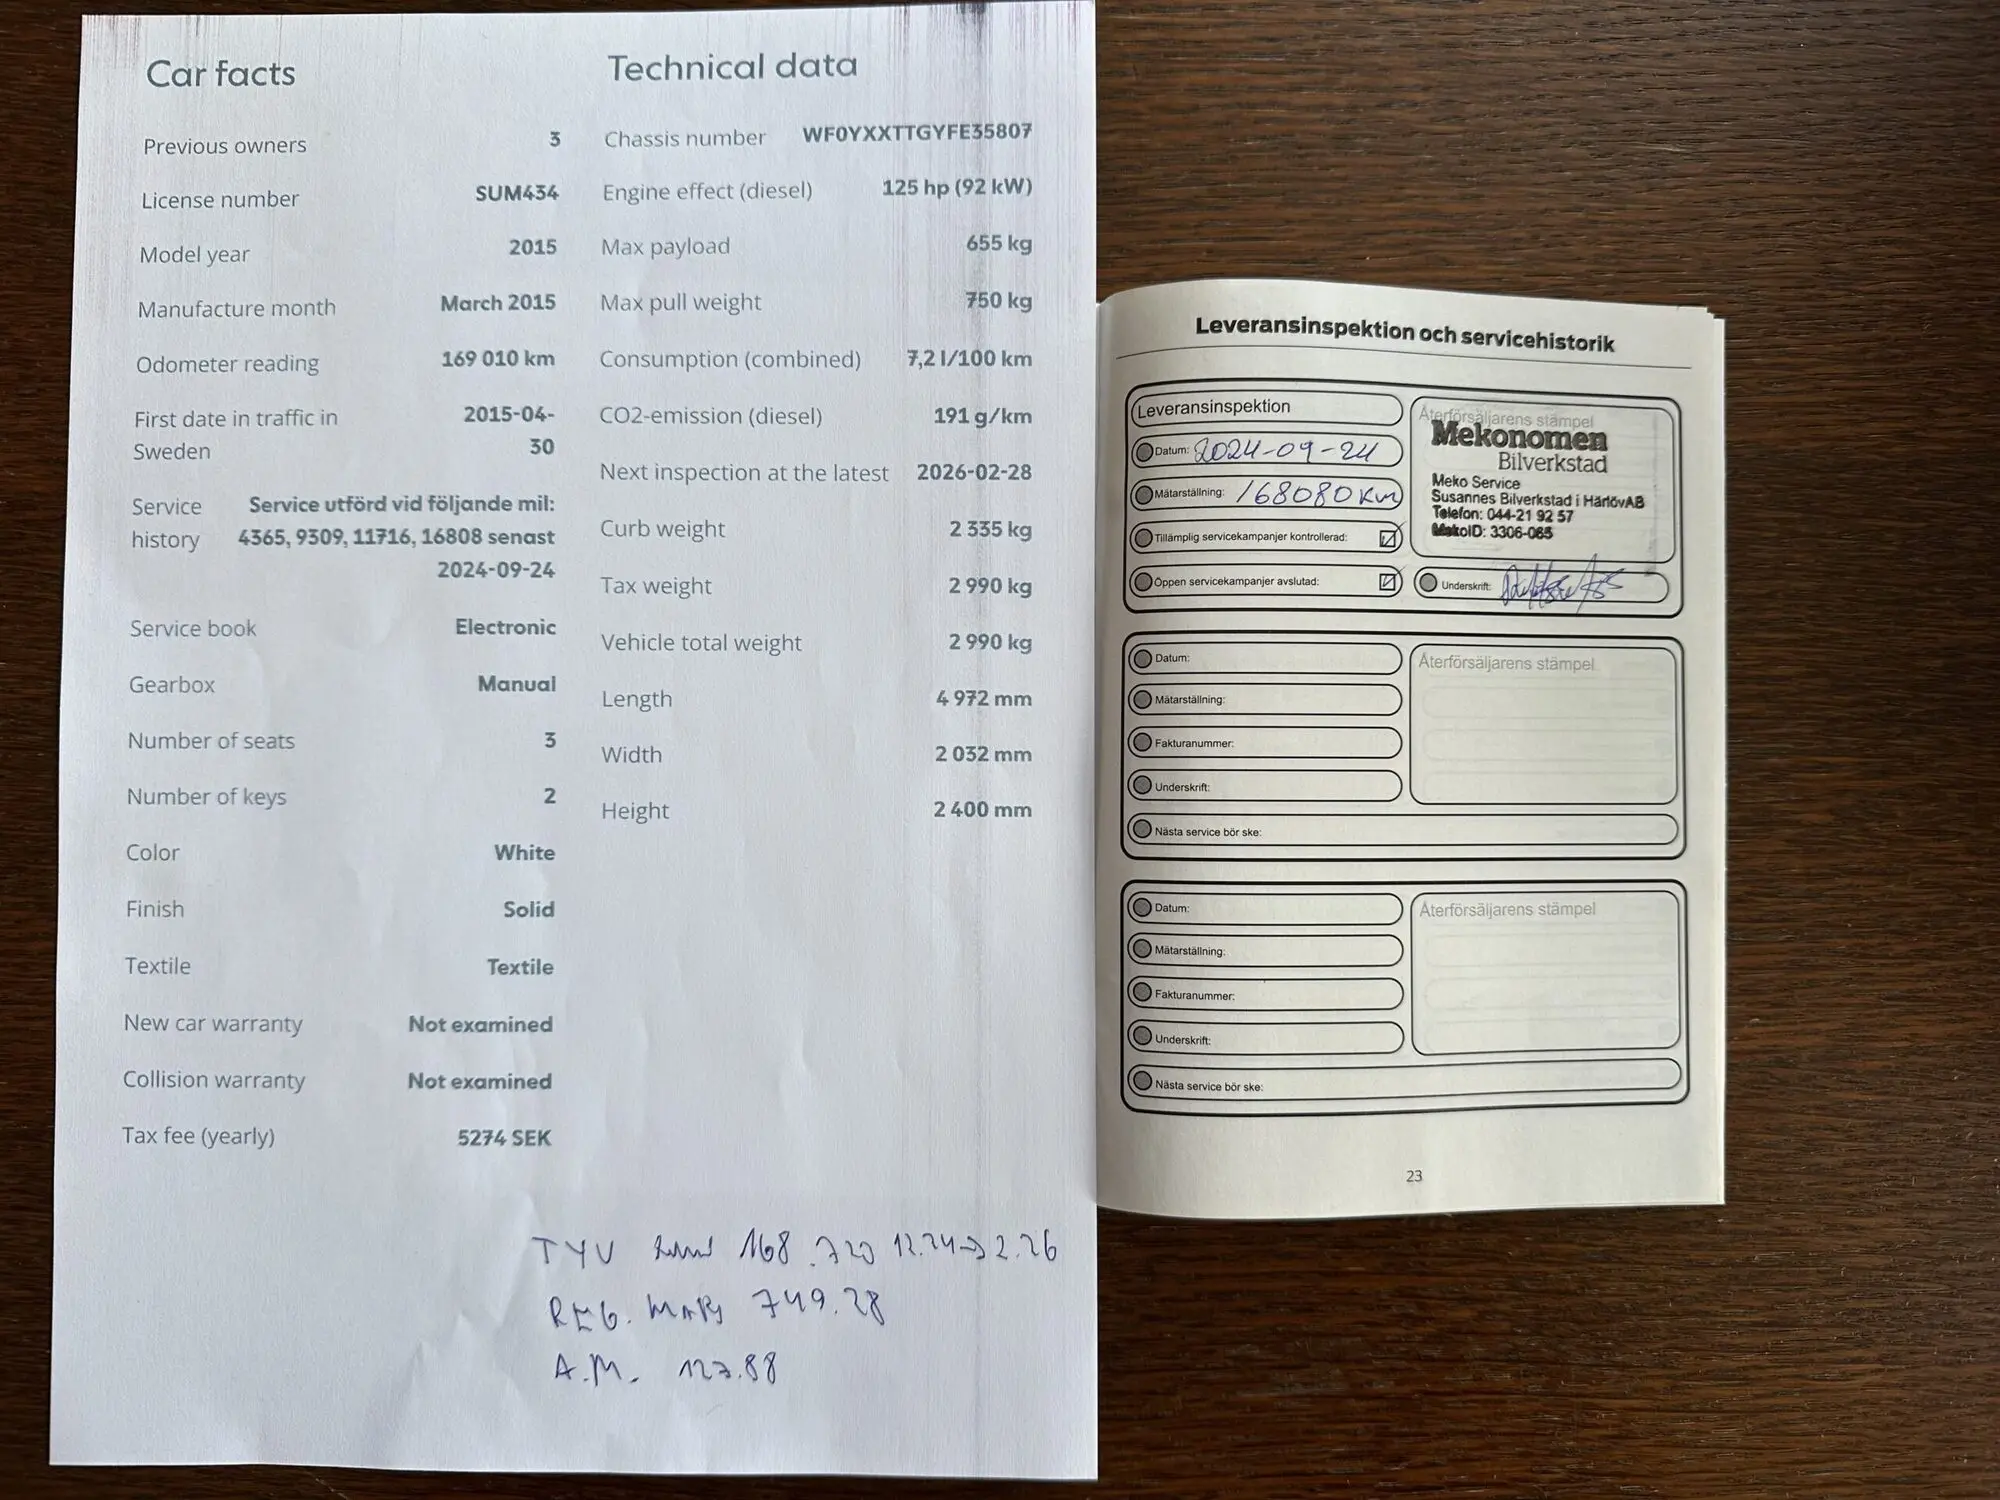 Car facts
Previous owners 3
License number SUM434
Model year 2015
Manufacture month March 2015
Odometer reading 169 010 km
First date in traffic in 2015-04-
Sweden 30
Service Service utförd vid följande mil:
history 4365, 9309, 11716, 16808 senast
2024-09-24
Service book Electronic
Gearbox Manual
Number of seats 3
Number of keys 2
Color White
Finish Solid
Textile Textile
New car warranty Not examined
Collision warranty Not examined
Tax fee (yearly) 5274 SEK
Technical data
Chassis number WF0YXXTTGYFE35807
Engine effect (diesel) 125 hp (92 kW)
Max payload 655 kg
Max pull weight 750 kg
Consumption (combined) 7,2 l/100 km
CO2-emission (diesel) 191 g/km
Next inspection at the latest 2026-02-28
Curb weight 2 335 kg
Tax weight 2 990 kg
Vehicle total weight 2 990 kg
Length 4 972 mm
Width 2 032 mm
Height 2 400 mm
TYU 168.720 12.24→2.26
REG. 749.28
A.M. 127.88
Leveransinspektion och servicehistorik
Leveransinspektion
Datum: 2024-09-24
Mätarställning: 168080 km
Tillämplig servicekampanjer kontrollerad:
Öppen servicekampanjer avslutad:
Återförsäljarens stämpel
Mekonomen
Bilverkstad
Meko Service
Susannes Bilverkstad i HärlövAB
Telefon: 044-21 92 57
MekoID: 3306-065
Underskrift:
Datum:
Mätarställning:
Fakturanummer:
Underskrift:
Nästa service bör ske:
Återförsäljarens stämpel
Datum:
Mätarställning:
Fakturanummer:
Underskrift:
Nästa service bör ske:
Återförsäljarens stämpel
23